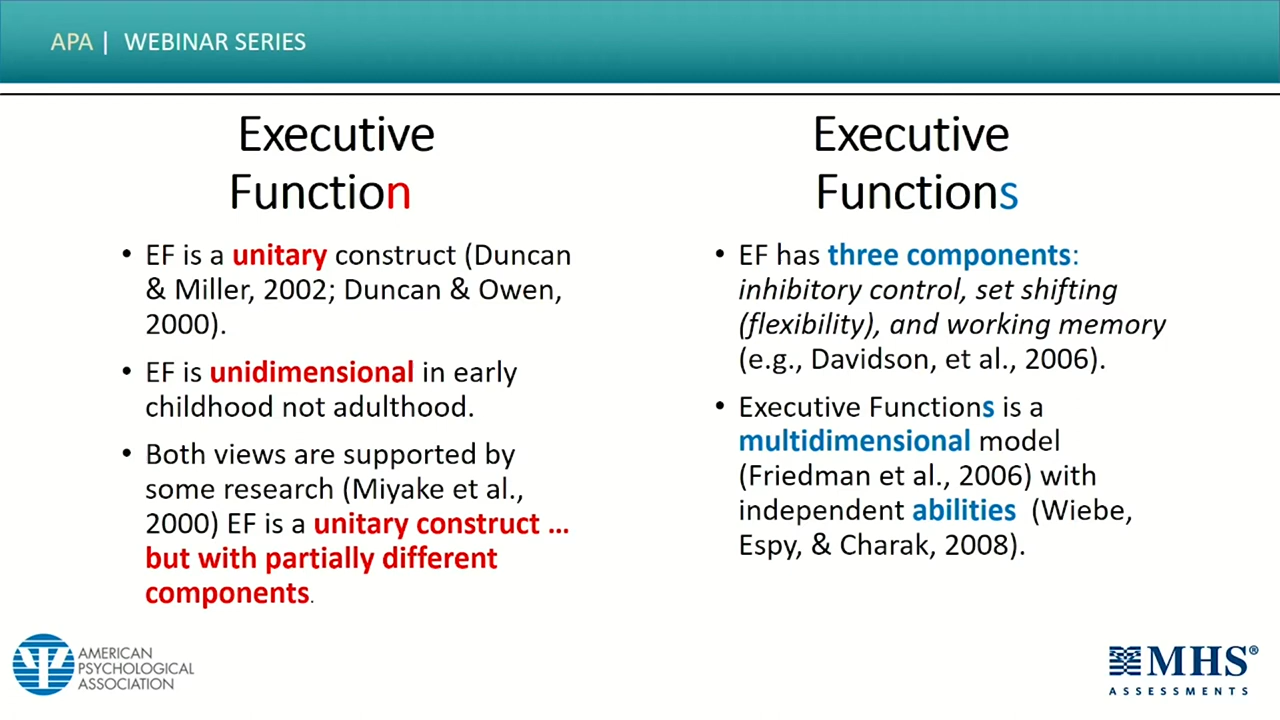 APA | WEBINAR SERIES
Executive
Function
• EF is a unitary construct (Duncan
& Miller, 2002; Duncan & Owen,
2000).
• EF is unidimensional in early
childhood not adulthood.
• Both views are supported by
some research (Miyake et al.,
2000) EF is a unitary construct …
but with partially different
components.
Executive
Functions
• EF has three components:
inhibitory control, set shifting
(flexibility), and working memory
(e.g., Davidson, et al., 2006).
• Executive Functions is a
multidimensional model
(Friedman et al., 2006) with
independent abilities (Wiebe,
Espy, & Charak, 2008).
AMERICAN
PSYCHOLOGICAL
ASSOCIATION
MHS®
ASSESSMENTS